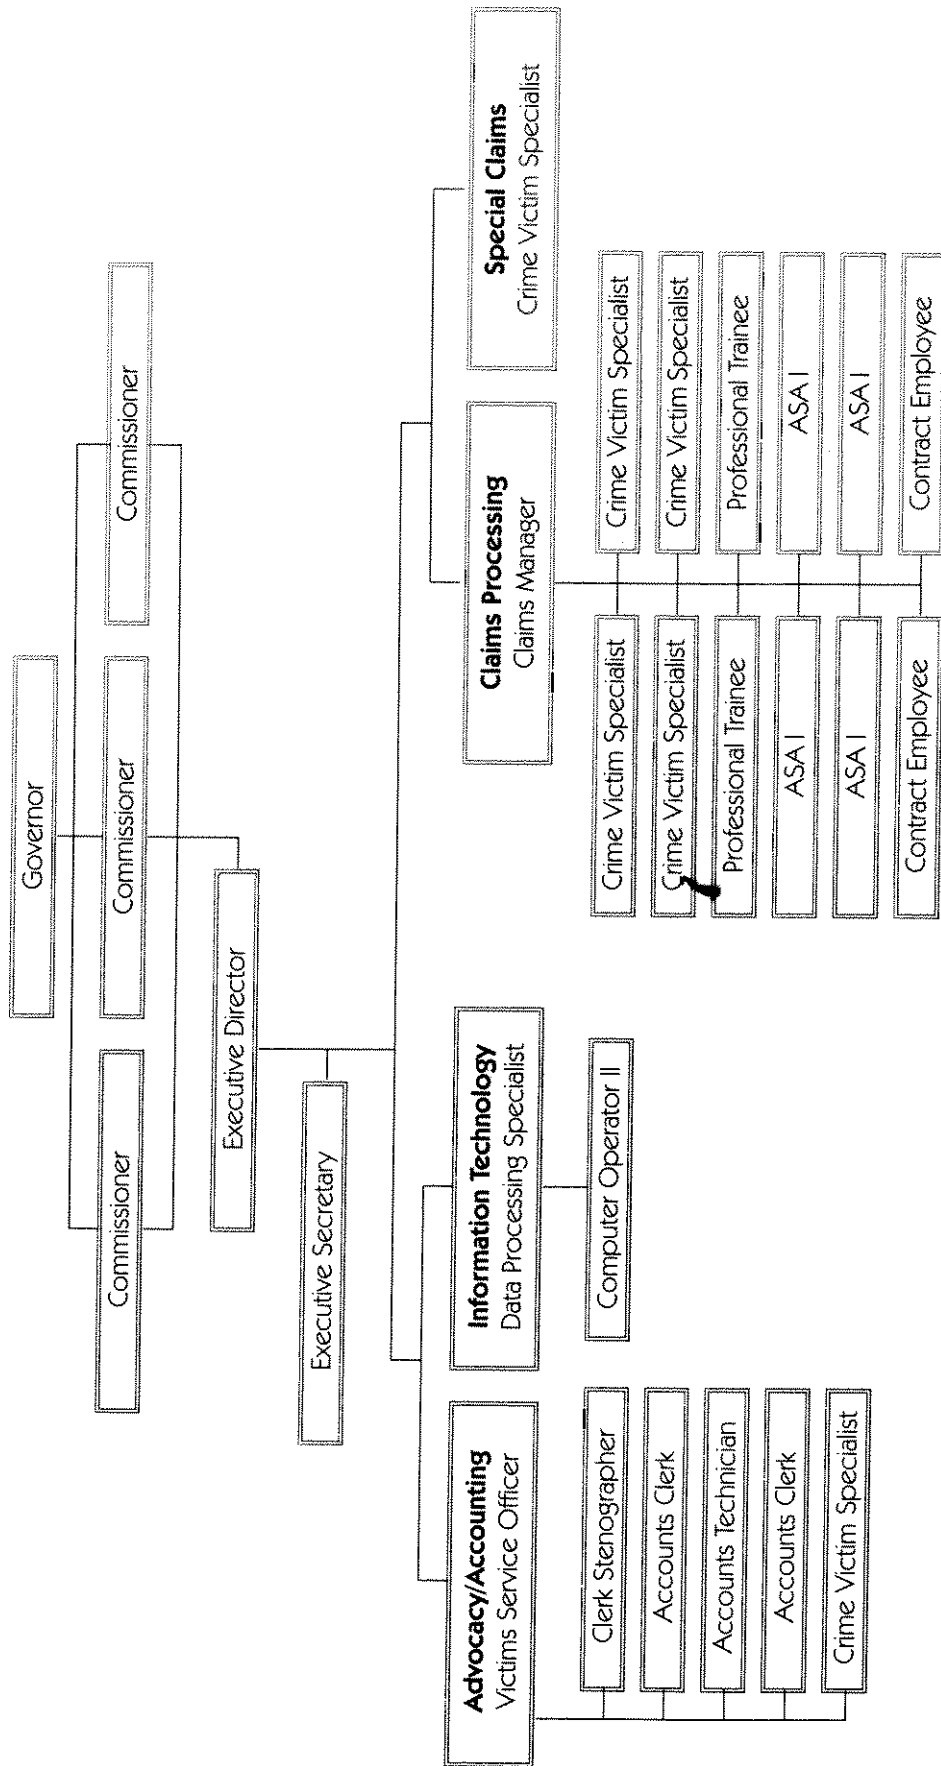 Governor
Commissioner
Commissioner
Commissioner
Executive Director
Executive Secretary
Advocacy/Accounting
Victims Service Officer
Clerk Stenographer
Accounts Clerk
Accounts Technician
Accounts Clerk
Crime Victim Specialist
Information Technology
Data Processing Specialist
Computer Operator II
Claims Processing
Claims Manager
Crime Victim Specialist
Crime Victim Specialist
Crime Victim Specialist
Crime Victim Specialist
Professional Trainee
Professional Trainee
ASA I
ASA I
ASA I
ASA I
Contract Employee
Contract Employee
Special Claims
Crime Victim Specialist